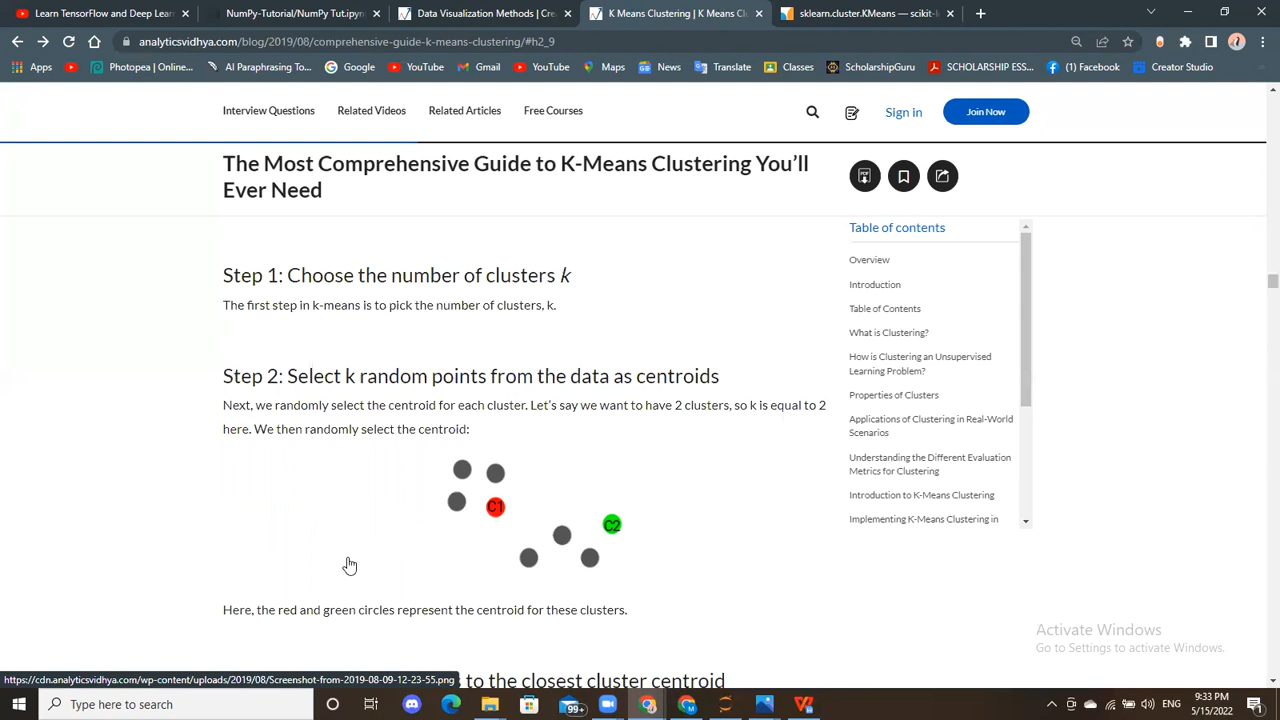 Learn TensorFlow and Deep Lear
NumPy-Tutorial/NumPy Tut.ipyn
Data Visualization Methods | Cre
K Means Clustering | K Means Clu
sklearn.cluster.KMeans — scikit-l
analyticsvidhya.com/blog/2019/08/comprehensive-guide-k-means-clustering/#h2_9
Apps
Photopea | Online...
AI Paraphrasing To...
Google
YouTube
Gmail
YouTube
Maps
News
Translate
Classes
ScholarshipGuru
SCHOLARSHIP ESS...
(1) Facebook
Creator Studio
Interview Questions
Related Videos
Related Articles
Free Courses
Sign in
Join Now
The Most Comprehensive Guide to K-Means Clustering You’ll
Ever Need
PDF
Table of contents
Overview
Introduction
Table of Contents
What is Clustering?
How is Clustering an Unsupervised
Learning Problem?
Properties of Clusters
Applications of Clustering in Real-World
Scenarios
Understanding the Different Evaluation
Metrics for Clustering
Introduction to K-Means Clustering
Implementing K-Means Clustering in
Step 1: Choose the number of clusters k
The first step in k-means is to pick the number of clusters, k.
Step 2: Select k random points from the data as centroids
Next, we randomly select the centroid for each cluster. Let’s say we want to have 2 clusters, so k is equal to 2
here. We then randomly select the centroid:
C1
C2
Here, the red and green circles represent the centroid for these clusters.
s to the closest cluster centroid
Activate Windows
Go to Settings to activate Windows.
https://cdn.analyticsvidhya.com/wp-content/uploads/2019/08/Screenshot-from-2019-08-09-12-23-55.png
Type here to search
99+
ENG
9:33 PM
5/15/2022